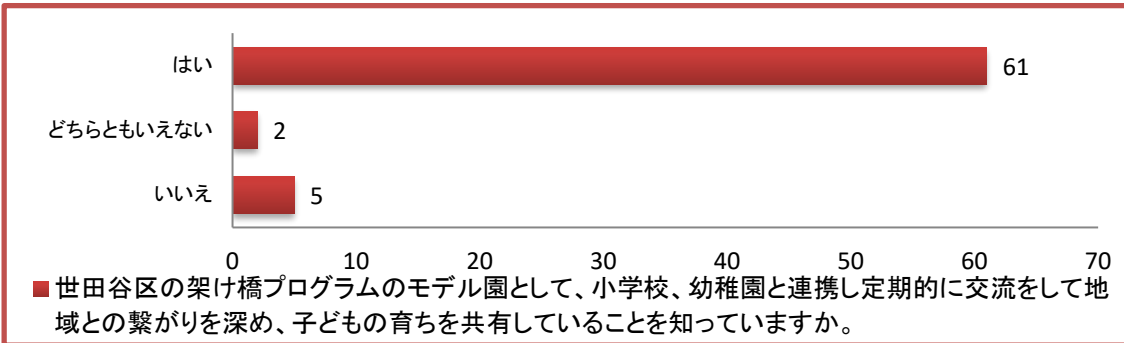 はい
61
どちらともいえない
2
いいえ
5
0 10 20 30 40 50 60 70
世田谷区の架け橋プログラムのモデル園として、小学校、幼稚園と連携し定期的に交流をして地
域との繋がりを深め、子どもの育ちを共有していることを知っていますか。